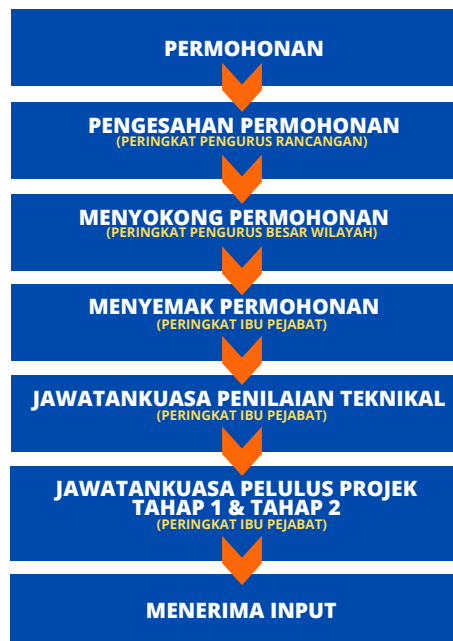 PERMOHONAN
PENGESAHAN PERMOHONAN
(PERINGKAT PENGURUS RANCANGAN)
MENYOKONG PERMOHONAN
(PERINGKAT PENGURUS BESAR WILAYAH)
MENYEMAK PERMOHONAN
(PERINGKAT IBU PEJABAT)
JAWATANKUASA PENILAIAN TEKNIKAL
(PERINGKAT IBU PEJABAT)
JAWATANKUASA PELULUS PROJEK
TAHAP 1 & TAHAP 2
(PERINGKAT IBU PEJABAT)
MENERIMA INPUT